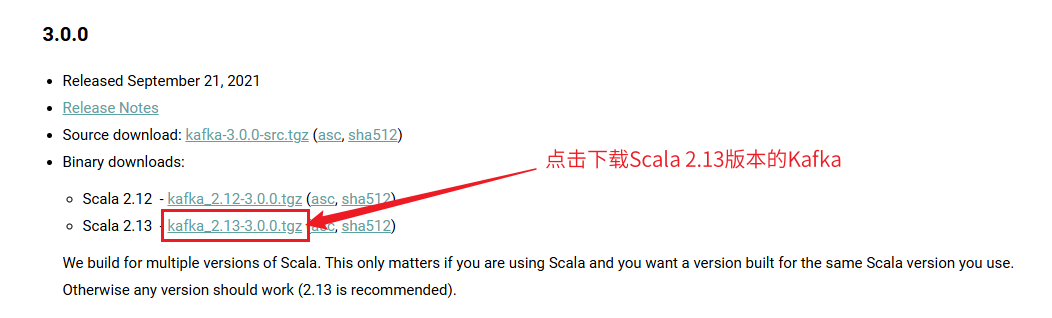 3.0.0
Released September 21, 2021
Release Notes
Source download: kafka-3.0.0-src.tgz (asc, sha512)
Binary downloads:
点击下载Scala 2.13版本的Kafka
Scala 2.12 - kafka_2.12-3.0.0.tgz (asc, sha512)
Scala 2.13 - kafka_2.13-3.0.0.tgz (asc, sha512)
We build for multiple versions of Scala. This only matters if you are using Scala and you want a version built for the same Scala version you use.
Otherwise any version should work (2.13 is recommended).